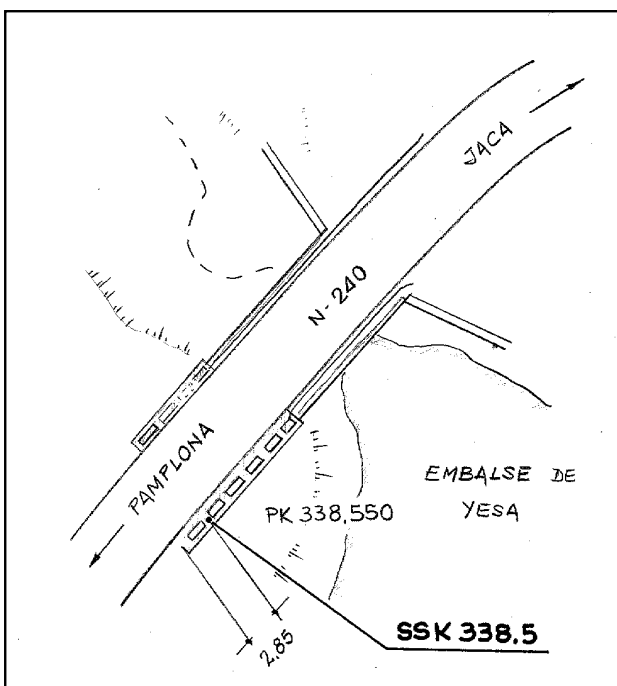 JACA
N-240
PAMPLONA
EMBALSE DE
YESA
PK 338,550
SSK 338.5
2.85